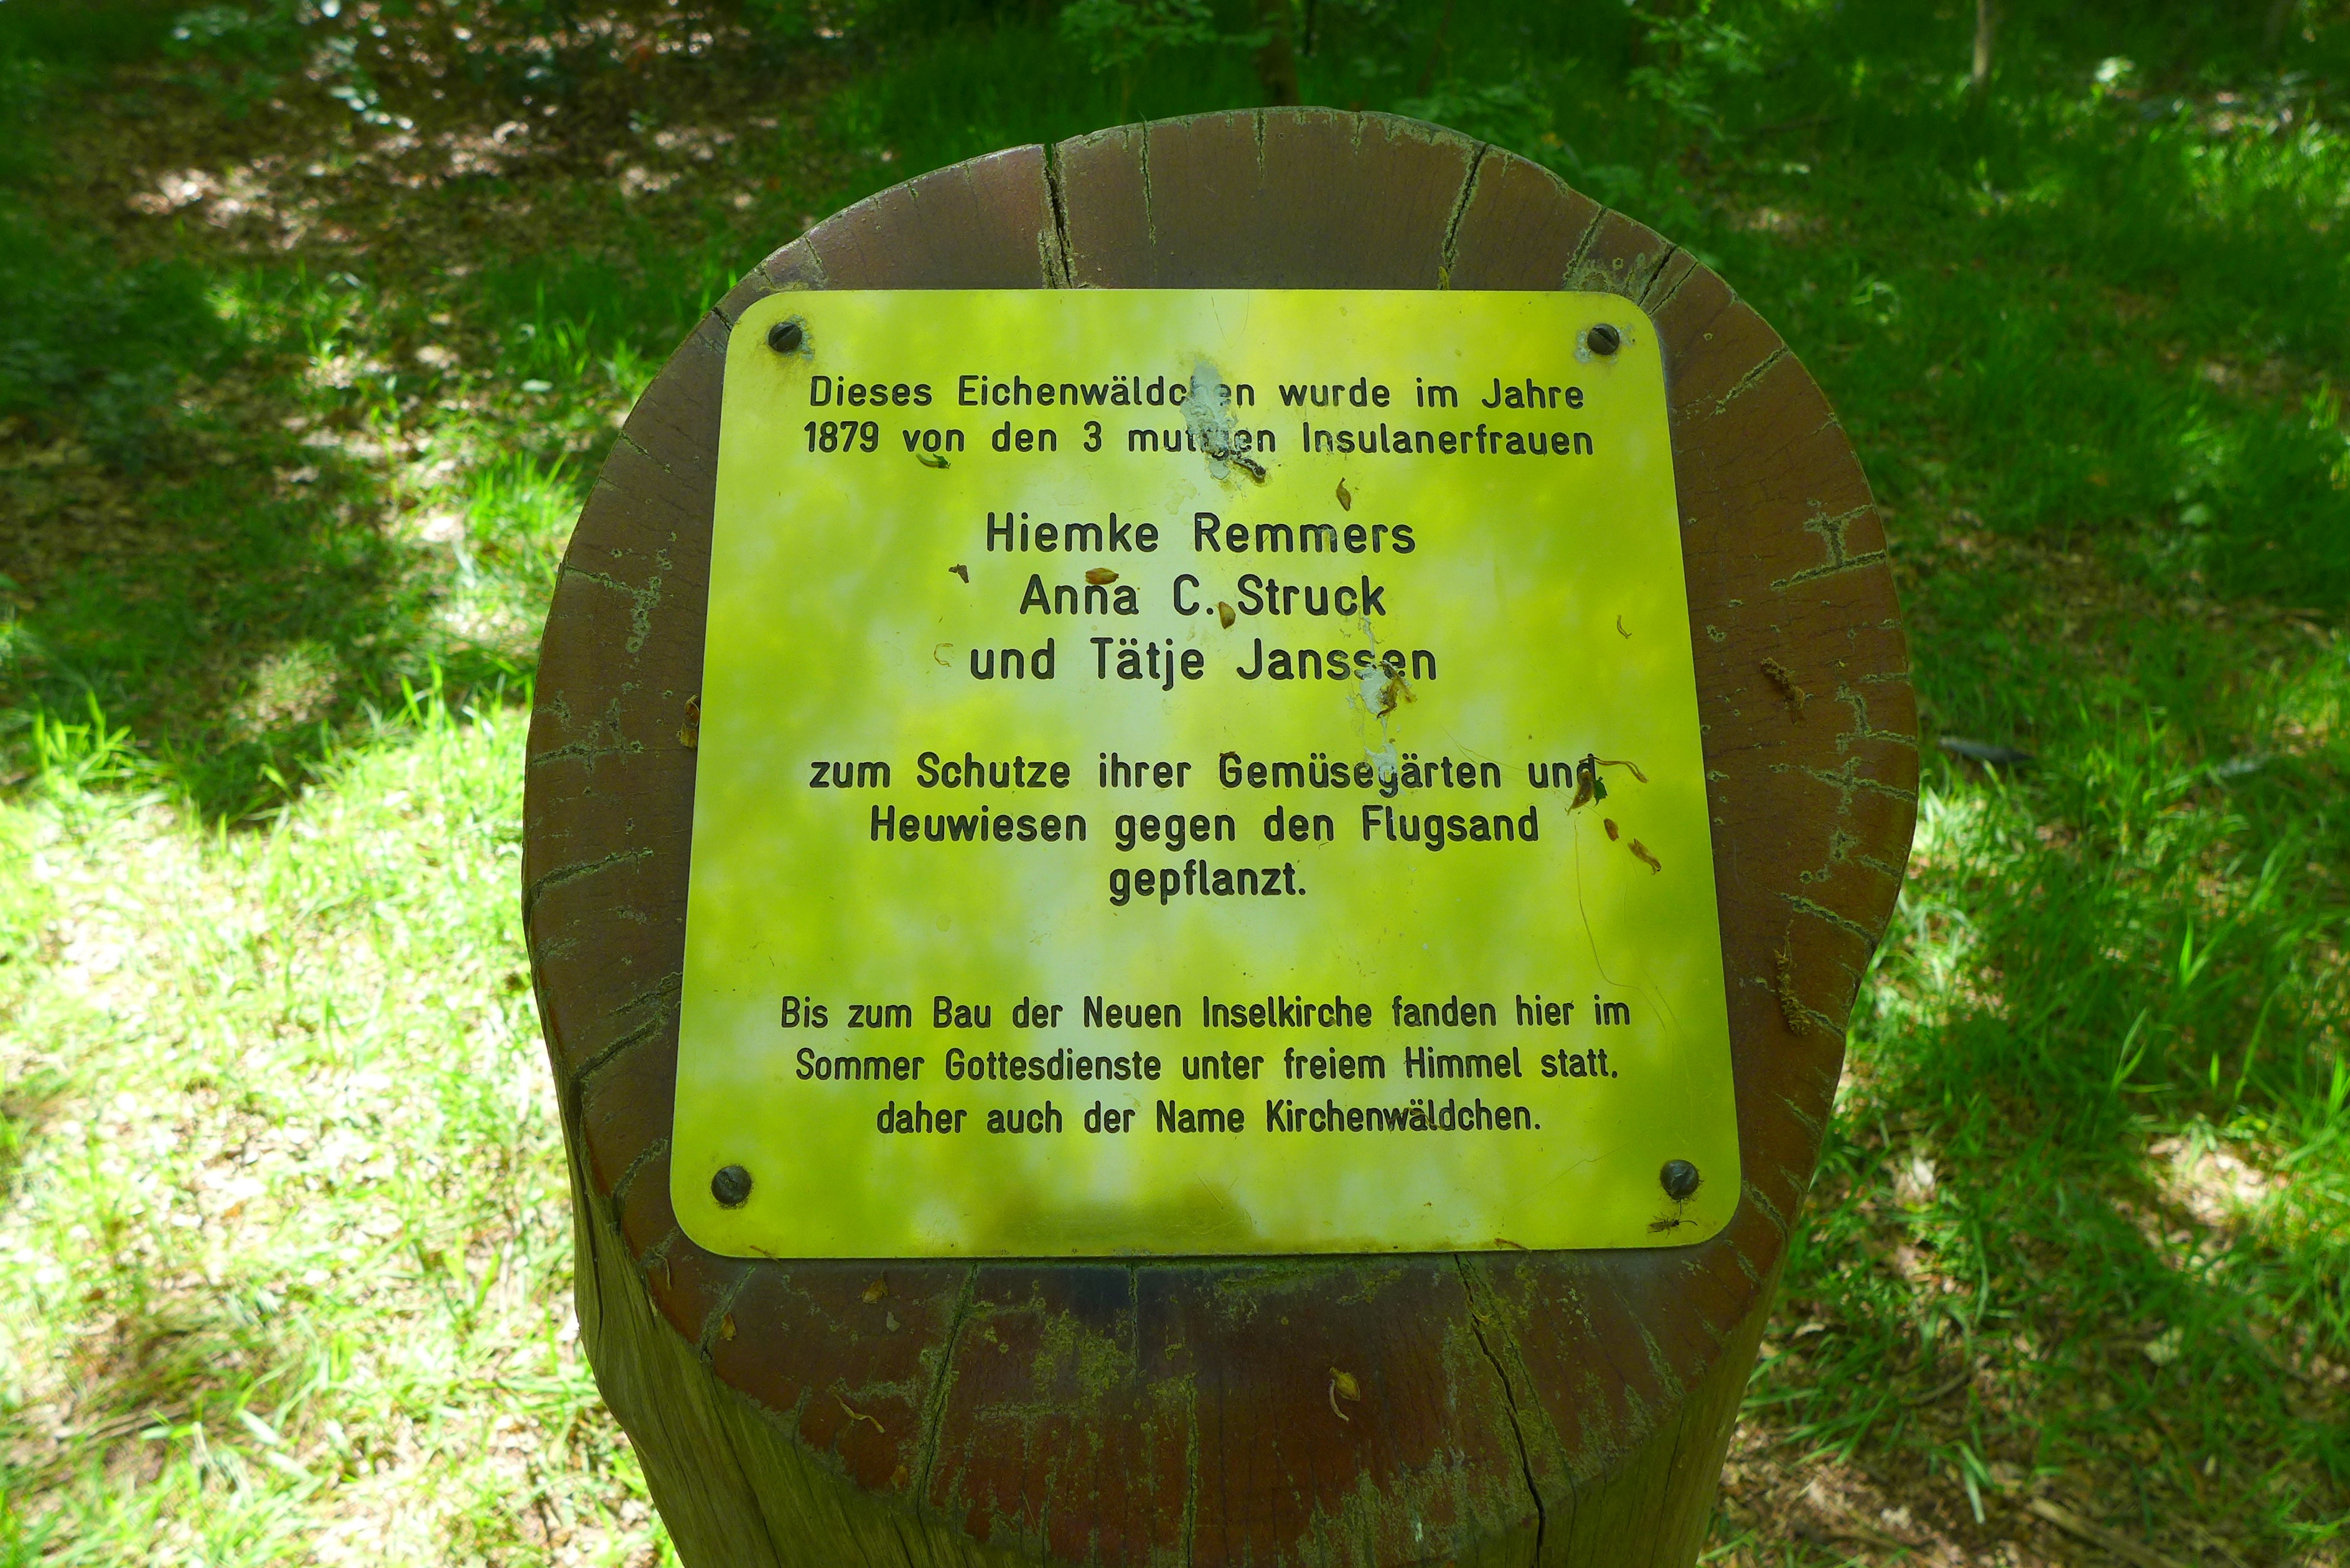 Dieses Eichenwäldchen wurde im Jahre
1879 von den 3 mutigen Insulanerfrauen
Hiemke Remmers
Anna C. Struck
und Tätje Janssen
zum Schutze ihrer Gemüsegärten und
Heuwiesen gegen den Flugsand
gepflanzt.
Bis zum Bau der Neuen Inselkirche fanden hier im
Sommer Gottesdienste unter freiem Himmel statt,
daher auch der Name Kirchenwäldchen.